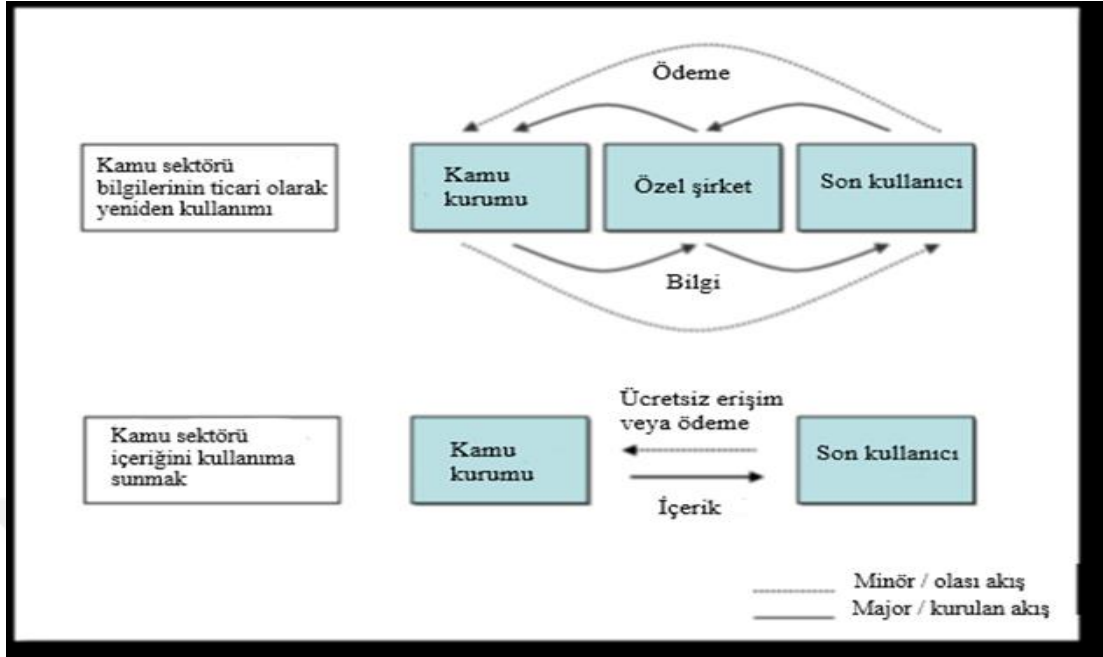 Ödeme
Kamu sektörü
bilgilerinin ticari olarak
yeniden kullanımı
Kamu
kurumu
Özel şirket
Son kullanıcı
Bilgi
Ücretsiz erişim
veya ödeme
Kamu sektörü
içeriğini kullanıma
sunmak
Kamu
kurumu
Son kullanıcı
İçerik
Minör / olası akış
Major / kurulan akış